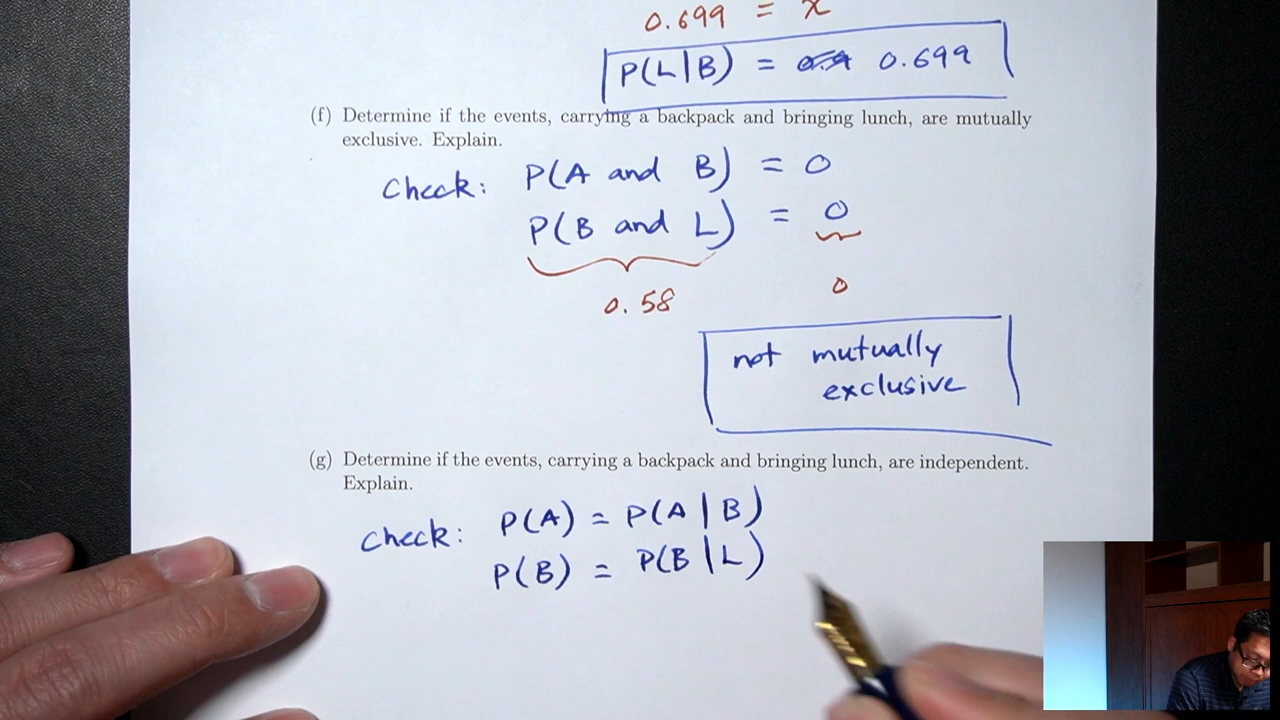 0.699 = x
P(L|B) = 0.699
(f) Determine if the events, carrying a backpack and bringing lunch, are mutually
exclusive. Explain.
Check: P(A and B) = 0
P(B and L) = 0
0.58 0
not mutually
exclusive
(g) Determine if the events, carrying a backpack and bringing lunch, are independent.
Explain.
Check: P(A) = P(A | B)
P(B) = P(B | L)